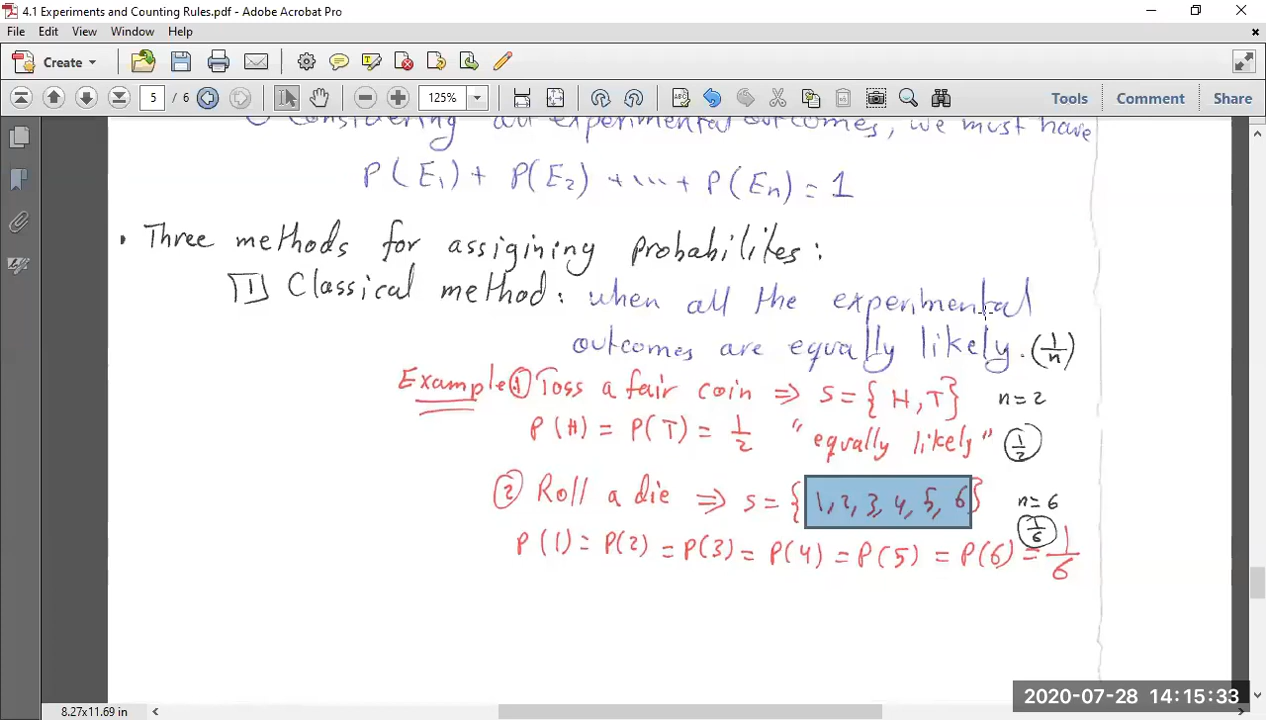 4.1 Experiments and Counting Rules.pdf - Adobe Acrobat Pro
File Edit View Window Help
Create
5 / 6 125% Tools Comment Share
Considering all experimental outcomes, we must have
P(E₁) + P(E₂) + ... + P(Eₙ) = 1
• Three methods for assigining probabilites:
1 Classical method: when all the experimental
outcomes are equally likely. (1/n)
Example: ① Toss a fair coin ⇒ S = { H, T } n = 2
P(H) = P(T) = 1/2 "equally likely" 1/2
② Roll a die ⇒ S = { 1, 2, 3, 4, 5, 6 } n = 6
1/6
P(1) = P(2) = P(3) = P(4) = P(5) = P(6) = 1/6
2020-07-28 14:15:33
8.27x11.69 in